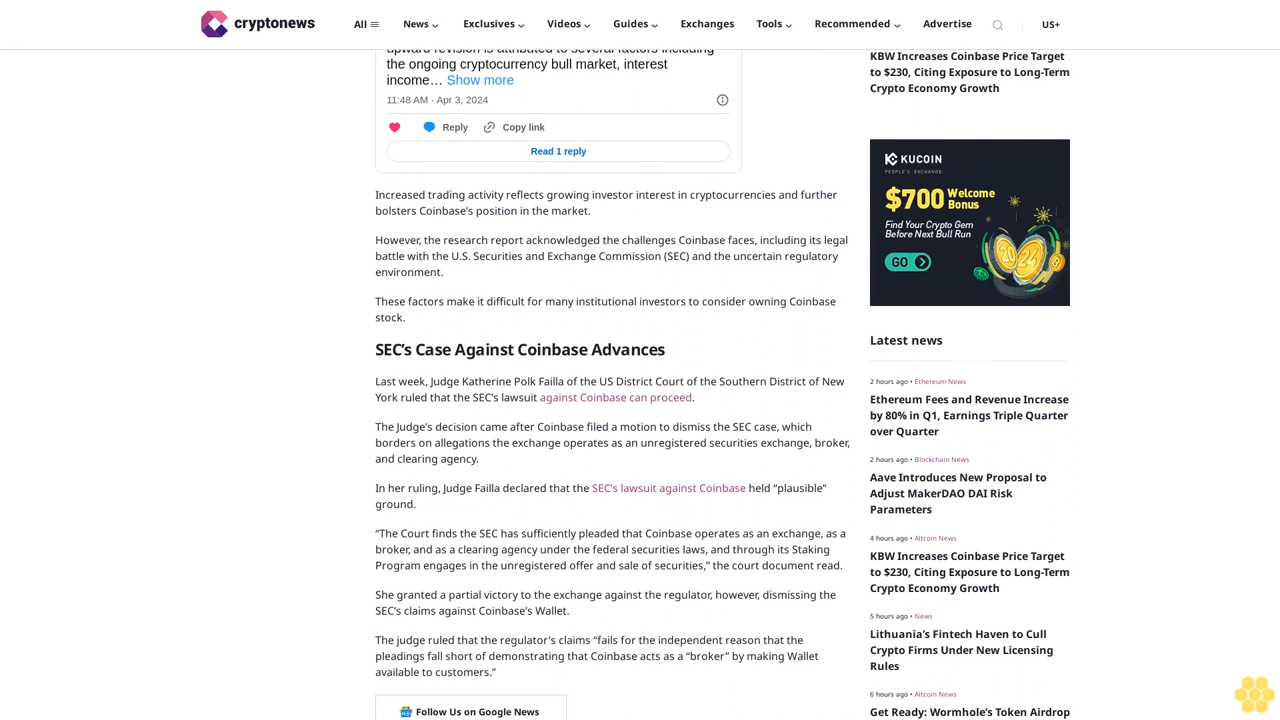 cryptonews
All
News
Exclusives
Videos
Guides
Exchanges
Tools
Recommended
Advertise
US+
upward revision is attributed to several factors including
the ongoing cryptocurrency bull market, interest
income… Show more
11:48 AM · Apr 3, 2024
Reply
Copy link
Read 1 reply
Increased trading activity reflects growing investor interest in cryptocurrencies and further
bolsters Coinbase’s position in the market.
However, the research report acknowledged the challenges Coinbase faces, including its legal
battle with the U.S. Securities and Exchange Commission (SEC) and the uncertain regulatory
environment.
These factors make it difficult for many institutional investors to consider owning Coinbase
stock.
SEC’s Case Against Coinbase Advances
Last week, Judge Katherine Polk Failla of the US District Court of the Southern District of New
York ruled that the SEC’s lawsuit against Coinbase can proceed.
The Judge’s decision came after Coinbase filed a motion to dismiss the SEC case, which
borders on allegations the exchange operates as an unregistered securities exchange, broker,
and clearing agency.
In her ruling, Judge Failla declared that the SEC’s lawsuit against Coinbase held “plausible”
ground.
“The Court finds the SEC has sufficiently pleaded that Coinbase operates as an exchange, as a
broker, and as a clearing agency under the federal securities laws, and through its Staking
Program engages in the unregistered offer and sale of securities,” the court document read.
She granted a partial victory to the exchange against the regulator, however, dismissing the
SEC’s claims against Coinbase’s Wallet.
The judge ruled that the regulator’s claims “fails for the independent reason that the
pleadings fall short of demonstrating that Coinbase acts as a “broker” by making Wallet
available to customers.”
Follow Us on Google News
KBW Increases Coinbase Price Target
to $230, Citing Exposure to Long-Term
Crypto Economy Growth
KUCOIN
PEOPLE'S EXCHANGE
$700 Welcome
Bonus
Find Your Crypto Gem
Before Next Bull Run
GO
20 24
Latest news
2 hours ago • Ethereum News
Ethereum Fees and Revenue Increase
by 80% in Q1, Earnings Triple Quarter
over Quarter
2 hours ago • Blockchain News
Aave Introduces New Proposal to
Adjust MakerDAO DAI Risk
Parameters
4 hours ago • Altcoin News
KBW Increases Coinbase Price Target
to $230, Citing Exposure to Long-Term
Crypto Economy Growth
5 hours ago • News
Lithuania’s Fintech Haven to Cull
Crypto Firms Under New Licensing
Rules
6 hours ago • Altcoin News
Get Ready: Wormhole’s Token Airdrop